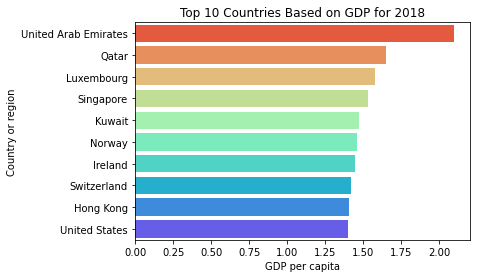 Top 10 Countries Based on GDP for 2018
Country or region
United Arab Emirates
Qatar
Luxembourg
Singapore
Kuwait
Norway
Ireland
Switzerland
Hong Kong
United States
0.00 0.25 0.50 0.75 1.00 1.25 1.50 1.75 2.00
GDP per capita